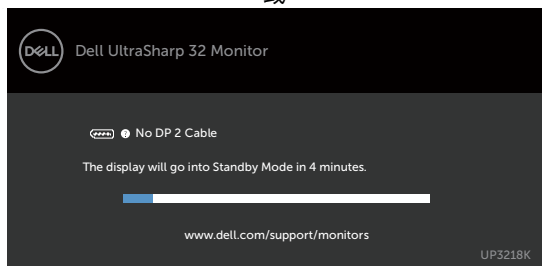 或
DELL
Dell UltraSharp 32 Monitor
? No DP 2 Cable
The display will go into Standby Mode in 4 minutes.
www.dell.com/support/monitors
UP3218K